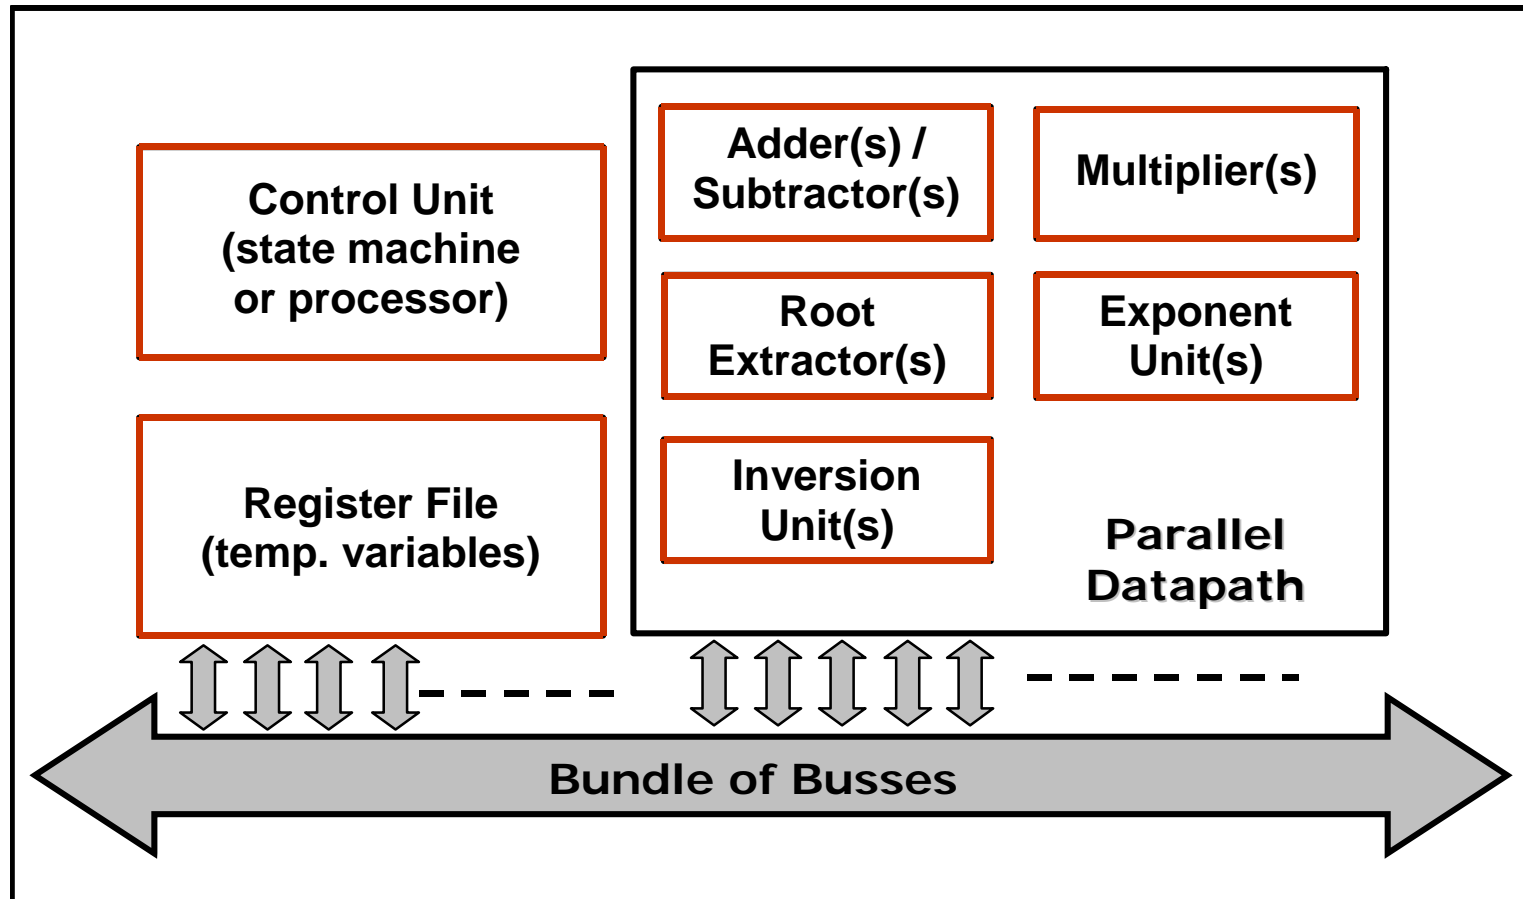 Control Unit
(state machine
or processor)
Register File
(temp. variables)
Adder(s) /
Subtractor(s)
Multiplier(s)
Root
Extractor(s)
Exponent
Unit(s)
Inversion
Unit(s)
Parallel
Datapath
Bundle of Busses